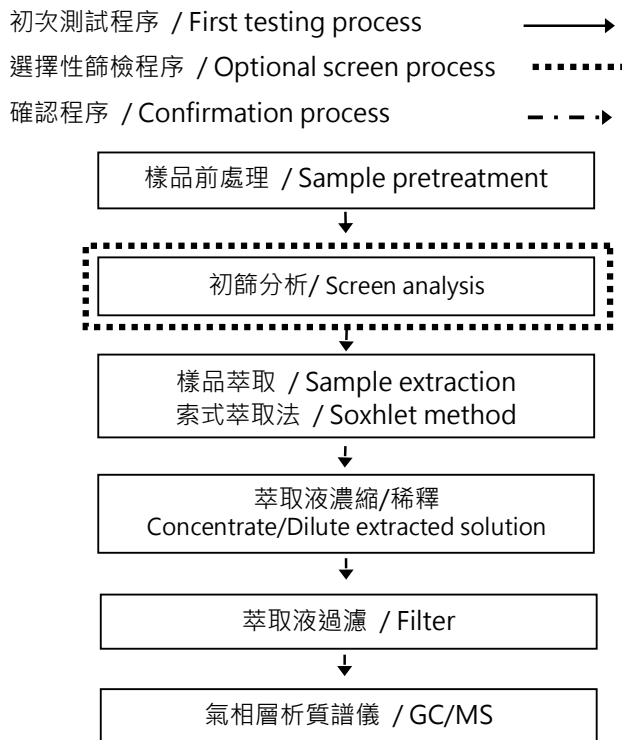 初次測試程序 / First testing process
選擇性篩檢程序 / Optional screen process
確認程序 / Confirmation process
樣品前處理 / Sample pretreatment
初篩分析/ Screen analysis
樣品萃取 / Sample extraction
索式萃取法 / Soxhlet method
萃取液濃縮/稀釋
Concentrate/Dilute extracted solution
萃取液過濾 / Filter
氣相層析質譜儀 / GC/MS